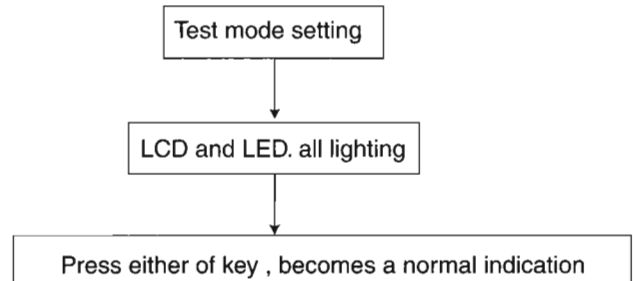 Test mode setting
LCD and LED. all lighting
Press either of key , becomes a normal indication